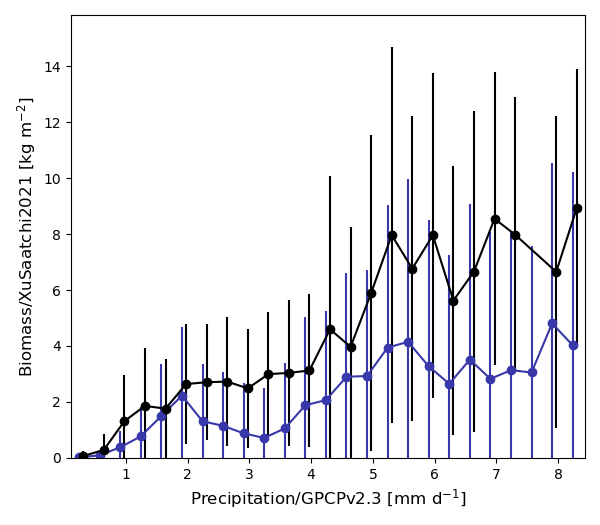 14
12
10
8
6
4
2
0
Biomass/XuSaatchi2021 [kg m⁻²]
1 2 3 4 5 6 7 8
Precipitation/GPCPv2.3 [mm d⁻¹]